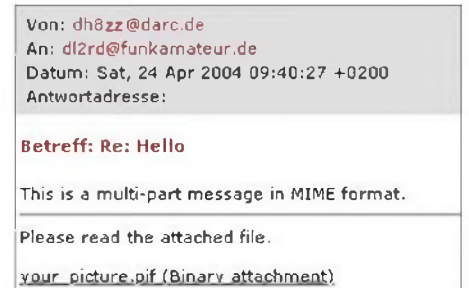 Von: dh8zz@darc.de
An: dl2rd@funkamateur.de
Datum: Sat, 24 Apr 2004 09:40:27 +0200
Antwortadresse:
Betreff: Re: Hello
This is a multi-part message in MIME format.
Please read the attached file.
your_picture.pif (Binary attachment)